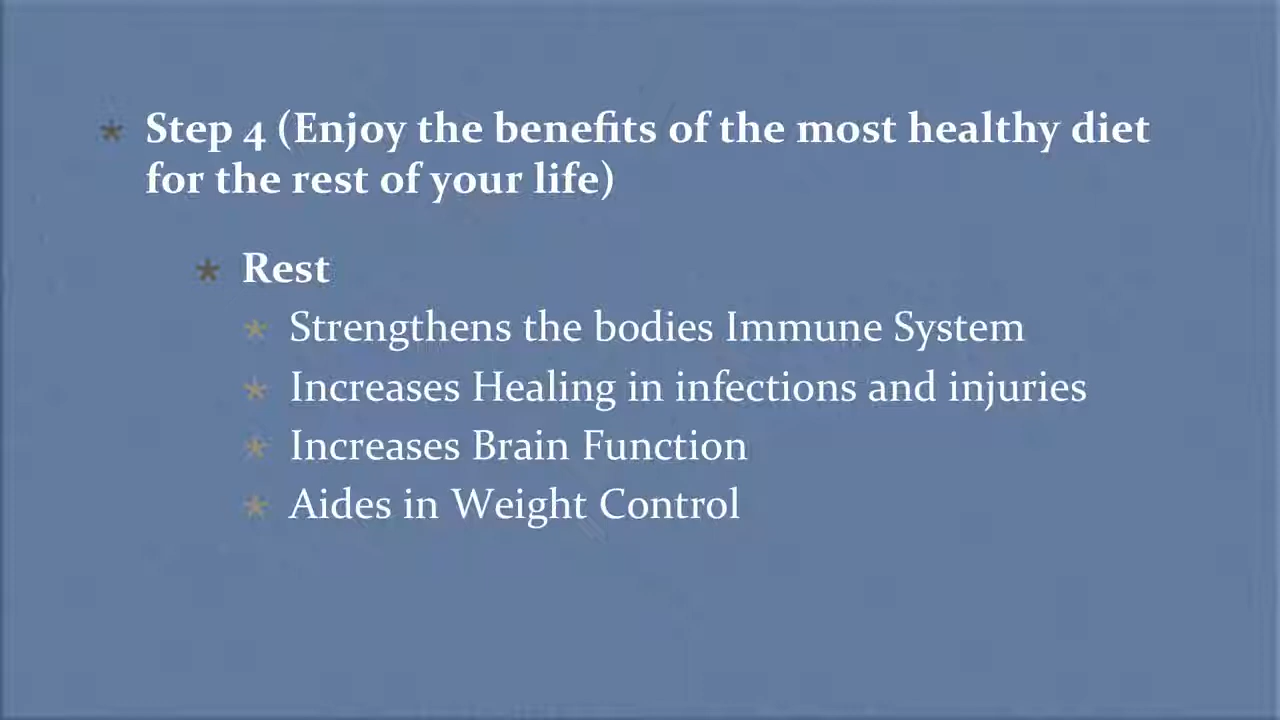 Step 4 (Enjoy the benefits of the most healthy diet
for the rest of your life)
Rest
Strengthens the bodies Immune System
Increases Healing in infections and injuries
Increases Brain Function
Aides in Weight Control